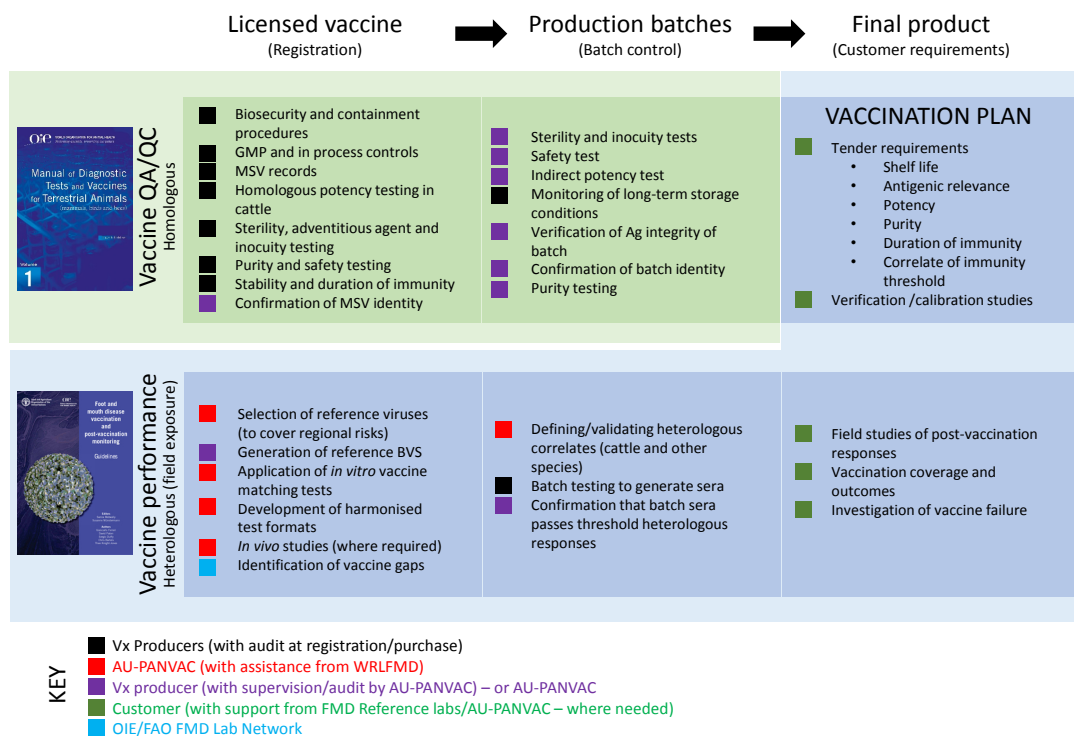 Licensed vaccine
(Registration)
Production batches
(Batch control)
Final product
(Customer requirements)
Vaccine QA/QC
Homologous
Oie
Manual of Diagnostic
Tests and Vaccines
for Terrestrial Animals
(mammals, birds and bees)
Volume
1
Biosecurity and containment
procedures
GMP and in process controls
MSV records
Homologous potency testing in
cattle
Sterility, adventitious agent and
inocuity testing
Purity and safety testing
Stability and duration of immunity
Confirmation of MSV identity
Sterility and inocuity tests
Safety test
Indirect potency test
Monitoring of long-term storage
conditions
Verification of Ag integrity of
batch
Confirmation of batch identity
Purity testing
VACCINATION PLAN
Tender requirements
• Shelf life
• Antigenic relevance
• Potency
• Purity
• Duration of immunity
• Correlate of immunity
threshold
Verification /calibration studies
Vaccine performance
Heterologous (field exposure)
Foot and
mouth disease
vaccination
and
post-vaccination
monitoring
Guidelines
Selection of reference viruses
(to cover regional risks)
Generation of reference BVS
Application of in vitro vaccine
matching tests
Development of harmonised
test formats
In vivo studies (where required)
Identification of vaccine gaps
Defining/validating heterologous
correlates (cattle and other
species)
Batch testing to generate sera
Confirmation that batch sera
passes threshold heterologous
responses
Field studies of post-vaccination
responses
Vaccination coverage and
outcomes
Investigation of vaccine failure
KEY
Vx Producers (with audit at registration/purchase)
AU-PANVAC (with assistance from WRLFMD)
Vx producer (with supervision/audit by AU-PANVAC) – or AU-PANVAC
Customer (with support from FMD Reference labs/AU-PANVAC – where needed)
OIE/FAO FMD Lab Network